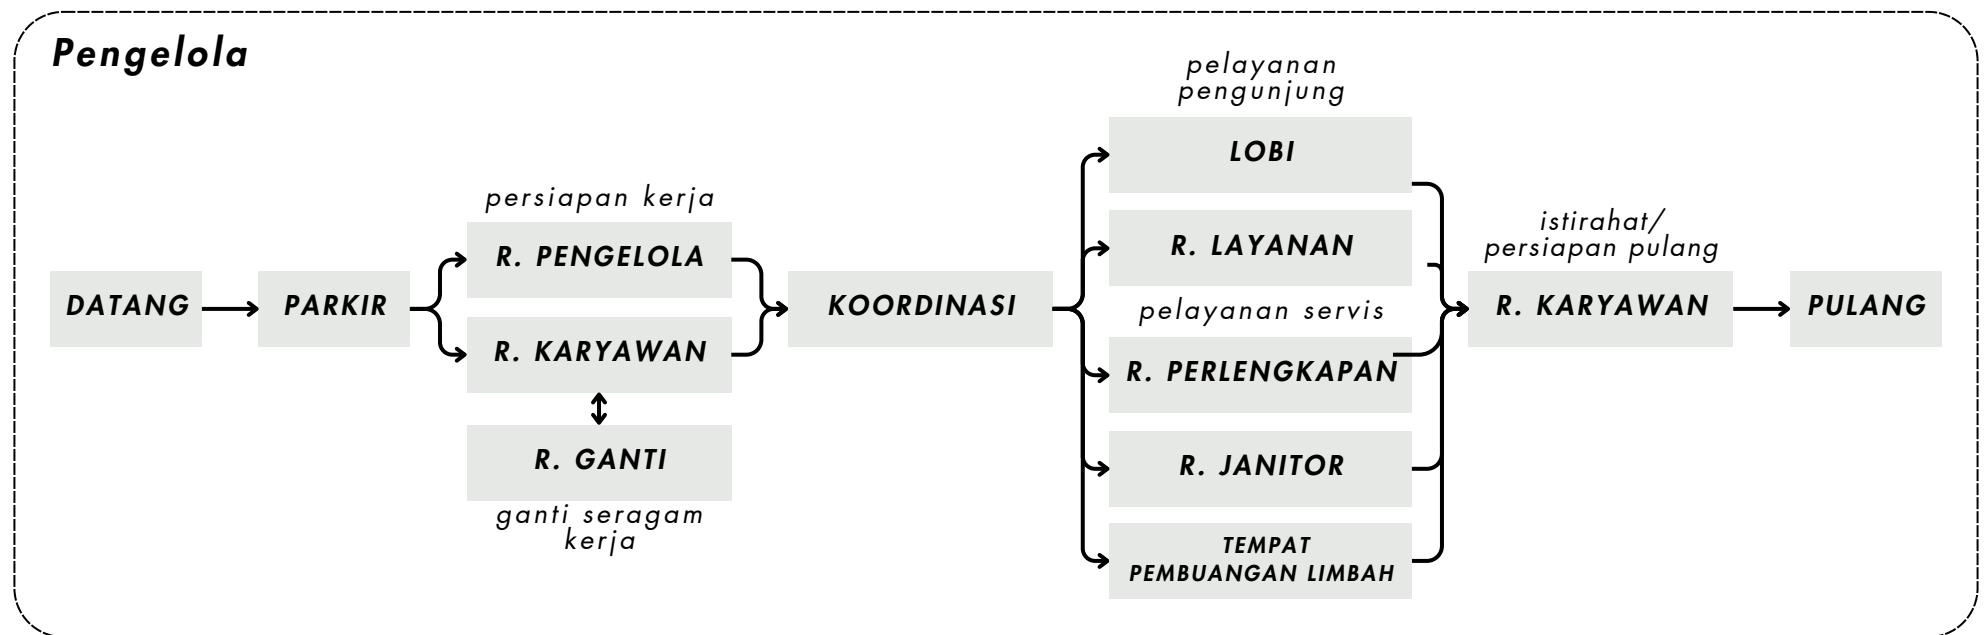 Pengelola
DATANG
PARKIR
persiapan kerja
R. PENGELOLA
R. KARYAWAN
R. GANTI
ganti seragam
kerja
KOORDINASI
pelayanan
pengunjung
LOBI
R. LAYANAN
pelayanan servis
R. PERLENGKAPAN
R. JANITOR
TEMPAT
PEMBUANGAN LIMBAH
istirahat/
persiapan pulang
R. KARYAWAN
PULANG